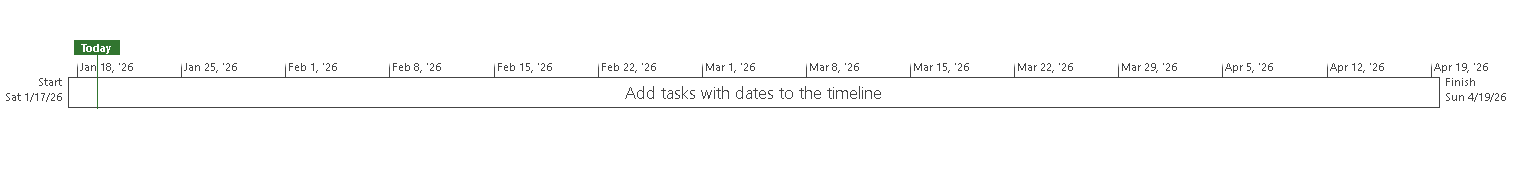 Today
Jan 18, '26 Jan 25, '26 Feb 1, '26 Feb 8, '26 Feb 15, '26 Feb 22, '26 Mar 1, '26 Mar 8, '26 Mar 15, '26 Mar 22, '26 Mar 29, '26 Apr 5, '26 Apr 12, '26 Apr 19, '26
Start
Sat 1/17/26
Add tasks with dates to the timeline
Finish
Sun 4/19/26